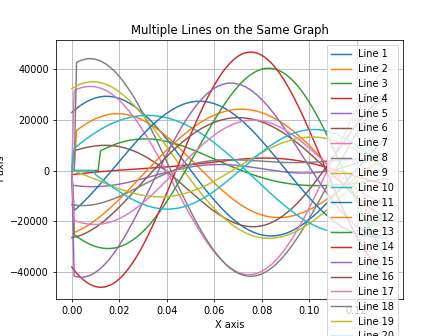 Multiple Lines on the Same Graph
40000
20000
0
−20000
−40000
0.00
0.02
0.04
0.06
0.08
0.10
X axis
Line 1
Line 2
Line 3
Line 4
Line 5
Line 6
Line 7
Line 8
Line 9
Line 10
Line 11
Line 12
Line 13
Line 14
Line 15
Line 16
Line 17
Line 18
Line 19
Line 20